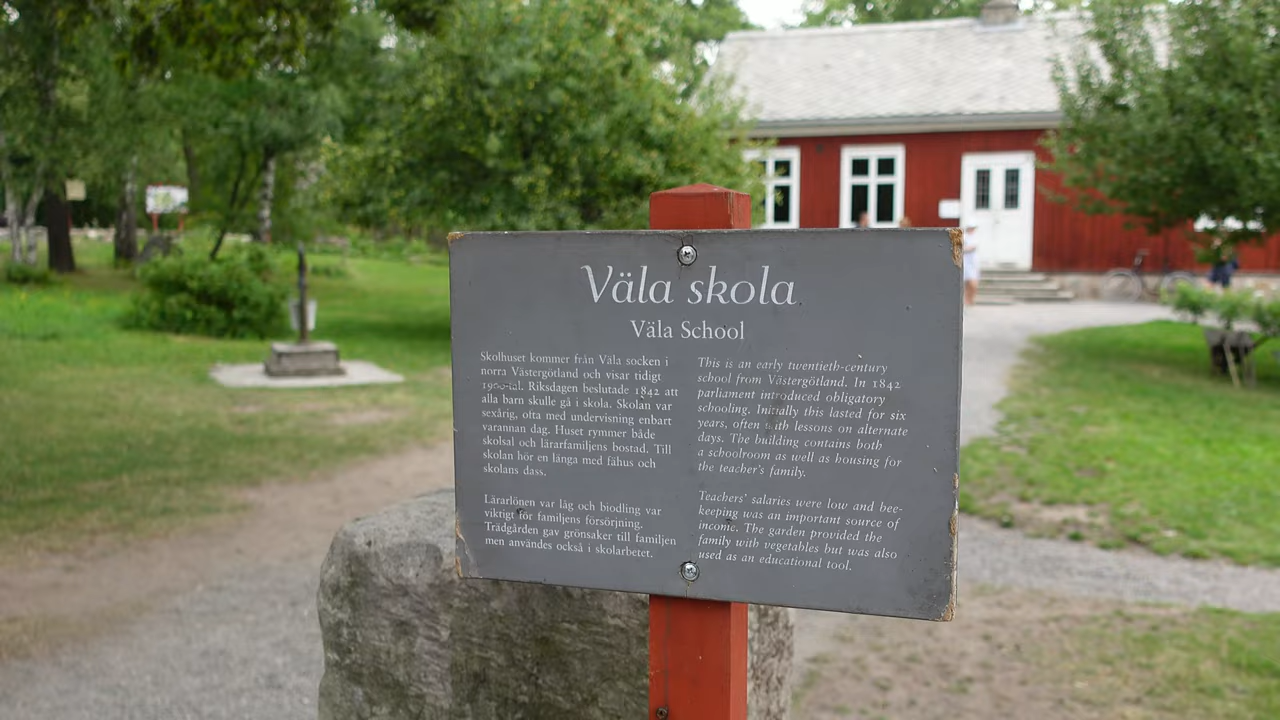 Väla skola
Väla School
Skolhuset kommer från Väla socken i
norra Västergötland och visar tidigt
1900-tal. Riksdagen beslutade 1842 att
alla barn skulle gå i skola. Skolan var
sexårig, ofta med undervisning enbart
varannan dag. Huset rymmer både
skolsal och lärarfamiljens bostad. Till
skolan hör en länga med fähus och
skolans dass.
Lärarlönen var låg och biodling var
viktigt för familjens försörjning.
Trädgården gav grönsaker till familjen
men användes också i skolarbetet.
This is an early twentieth-century
school from Västergötland. In 1842
parliament introduced obligatory
schooling. Initially this lasted for six
years, often with lessons on alternate
days. The building contains both
a schoolroom as well as housing for
the teacher's family.
Teachers' salaries were low and bee-
keeping was an important source of
income. The garden provided the
family with vegetables but was also
used as an educational tool.